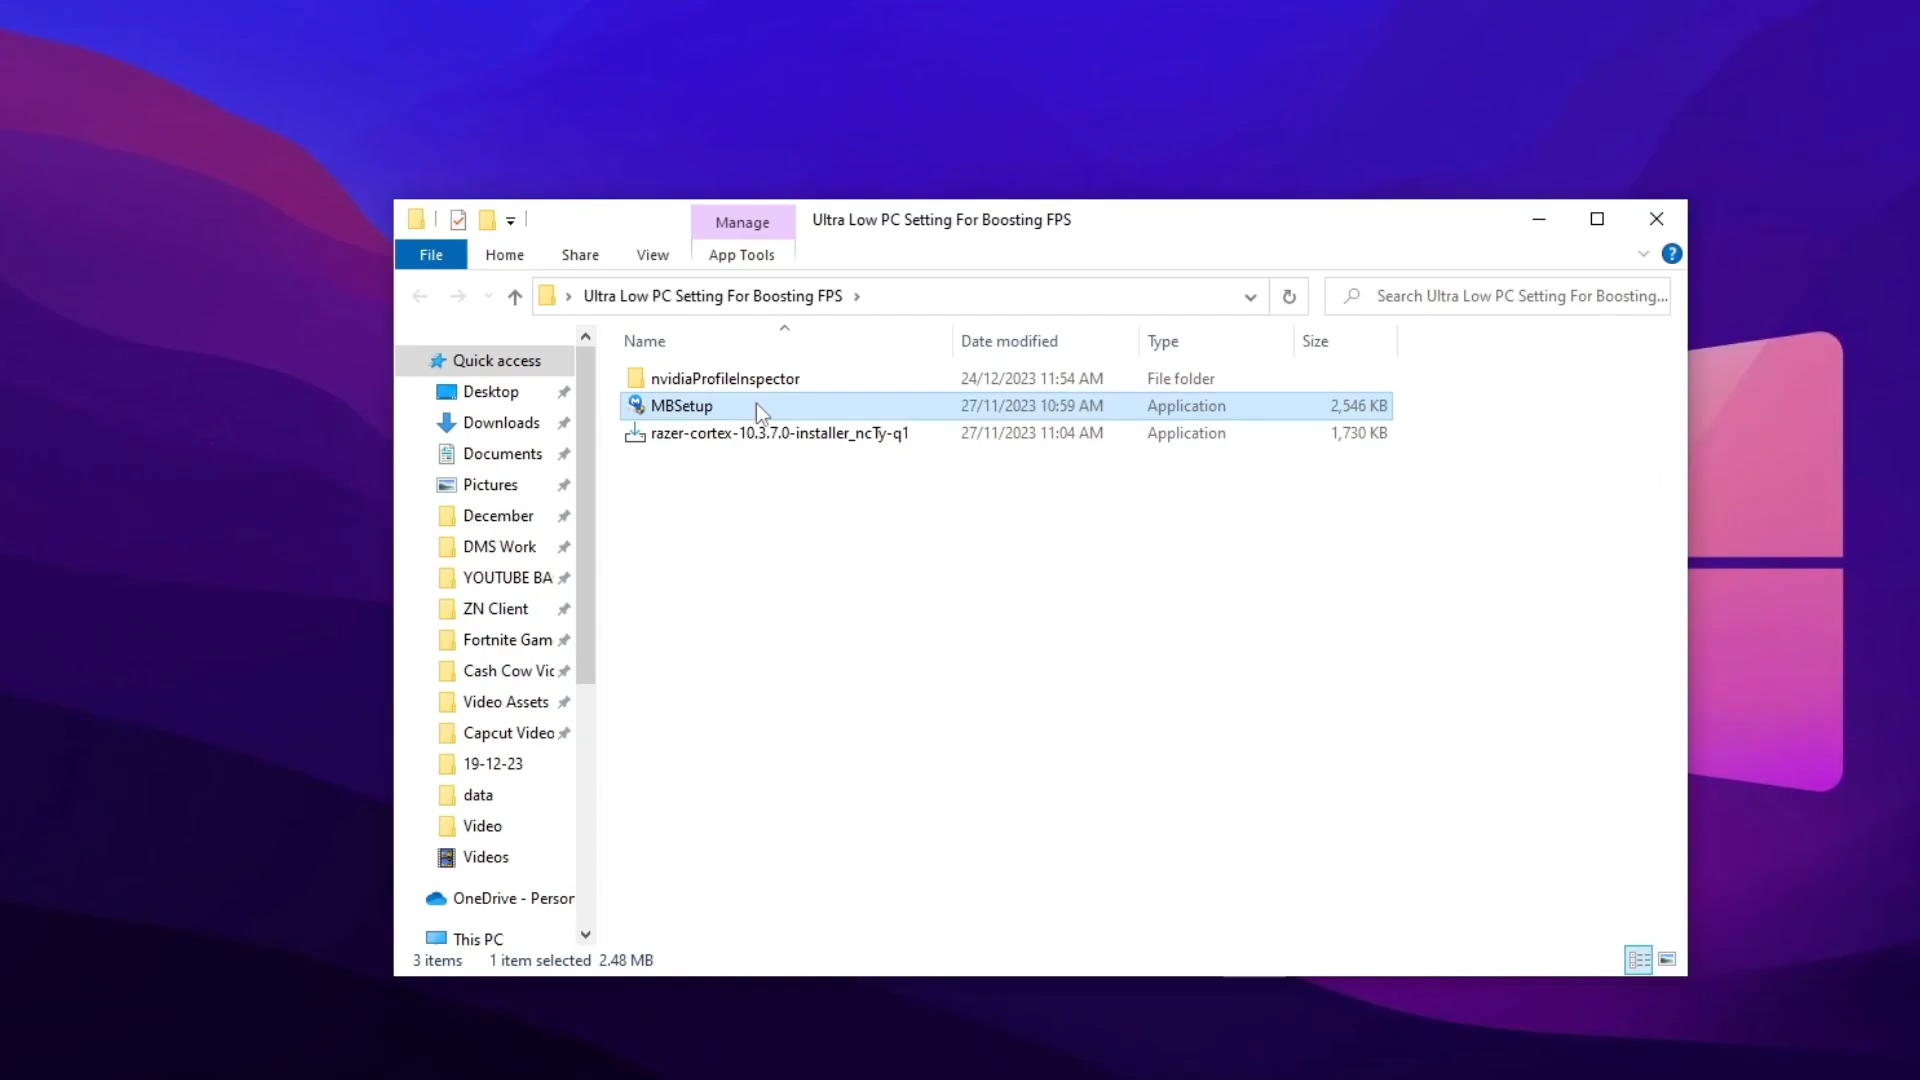 Manage
Ultra Low PC Setting For Boosting FPS
File
Home
Share
View
App Tools
?
Ultra Low PC Setting For Boosting FPS
Search Ultra Low PC Setting For Boosting...
Name
Date modified
Type
Size
nvidiaProfileInspector 24/12/2023 11:54 AM File folder
MBSetup 27/11/2023 10:59 AM Application 2,546 KB
razer-cortex-10.3.7.0-installer_ncTy-q1 27/11/2023 11:04 AM Application 1,730 KB
Quick access
Desktop
Downloads
Documents
Pictures
December
DMS Work
YOUTUBE BA
ZN Client
Fortnite Gam
Cash Cow Vic
Video Assets
Capcut Video
19-12-23
data
Video
Videos
OneDrive - Person
This PC
3 items 1 item selected 2.48 MB